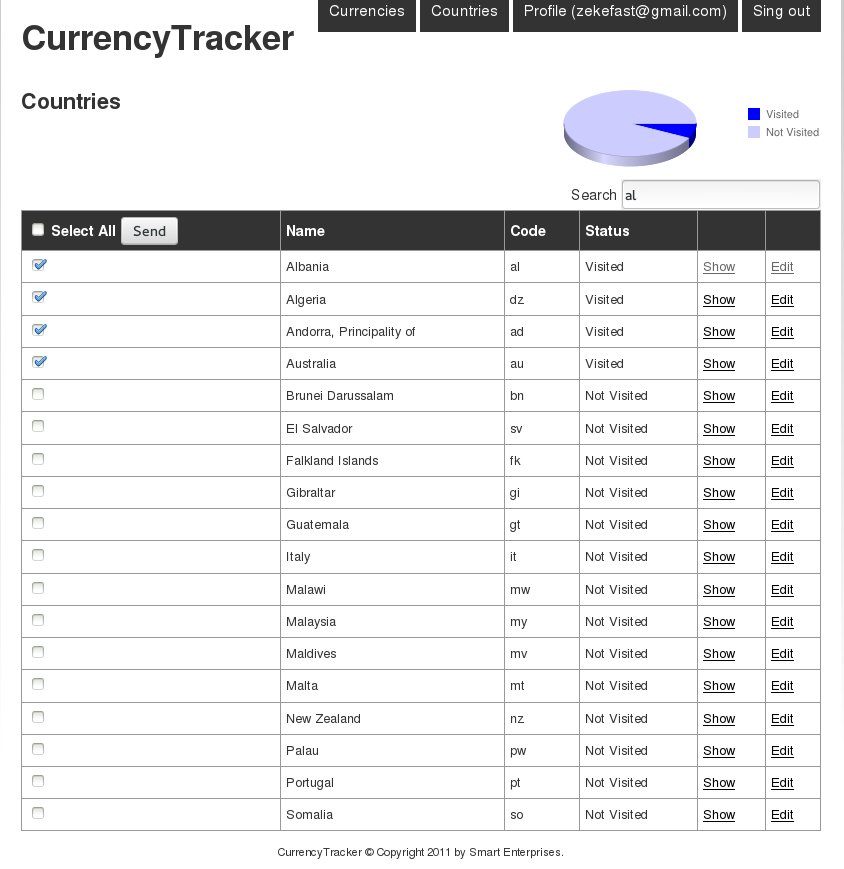 Currencies Countries Profile (zekefast@gmail.com) Sing out
CurrencyTracker
Countries
Visited
Not Visited
Search al
Select All Send Name Code Status
Albania al Visited Show Edit
Algeria dz Visited Show Edit
Andorra, Principality of ad Visited Show Edit
Australia au Visited Show Edit
Brunei Darussalam bn Not Visited Show Edit
El Salvador sv Not Visited Show Edit
Falkland Islands fk Not Visited Show Edit
Gibraltar gi Not Visited Show Edit
Guatemala gt Not Visited Show Edit
Italy it Not Visited Show Edit
Malawi mw Not Visited Show Edit
Malaysia my Not Visited Show Edit
Maldives mv Not Visited Show Edit
Malta mt Not Visited Show Edit
New Zealand nz Not Visited Show Edit
Palau pw Not Visited Show Edit
Portugal pt Not Visited Show Edit
Somalia so Not Visited Show Edit
CurrencyTracker © Copyright 2011 by Smart Enterprises.